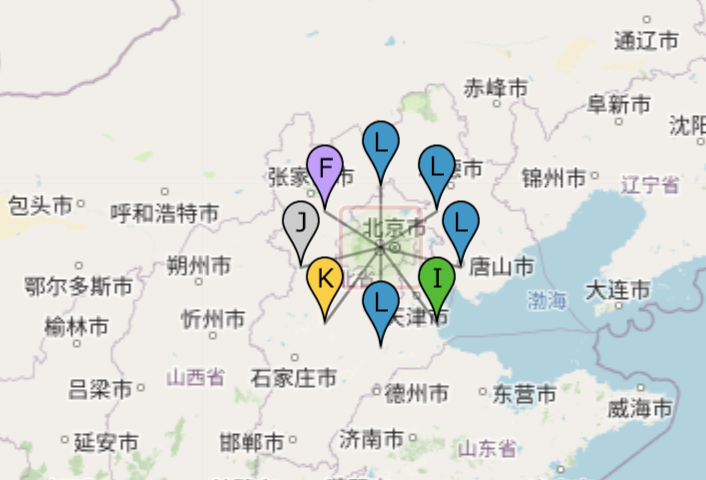 通辽市
赤峰市
阜新市
沈阳
L
L
F
张家
市
德市
锦州市
辽宁省
包头市
呼和浩特市
J
L
北京市
朔州市
K
I
唐山市
鄂尔多斯市
L
渤海
大连市
榆林市
忻州市
天津市
吕梁市
山西省
石家庄市
德州市
东营市
威海市
延安市
邯郸市
济南市
山东省